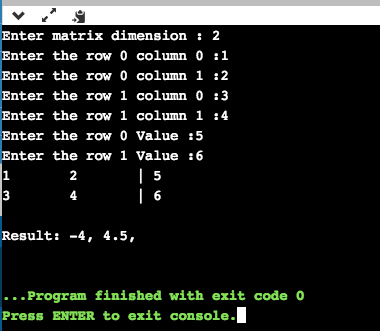 Enter matrix dimension : 2
Enter the row 0 column 0 :1
Enter the row 0 column 1 :2
Enter the row 1 column 0 :3
Enter the row 1 column 1 :4
Enter the row 0 Value :5
Enter the row 1 Value :6
1 2 | 5
3 4 | 6
Result: -4, 4.5,
...Program finished with exit code 0
Press ENTER to exit console.